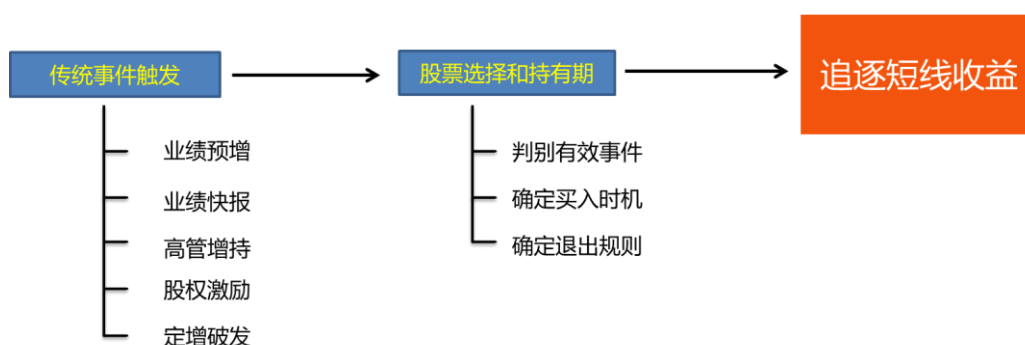 传统事件触发
业绩预增
业绩快报
高管增持
股权激励
定增破发
股票选择和持有期
判别有效事件
确定买入时机
确定退出规则
追逐短线收益